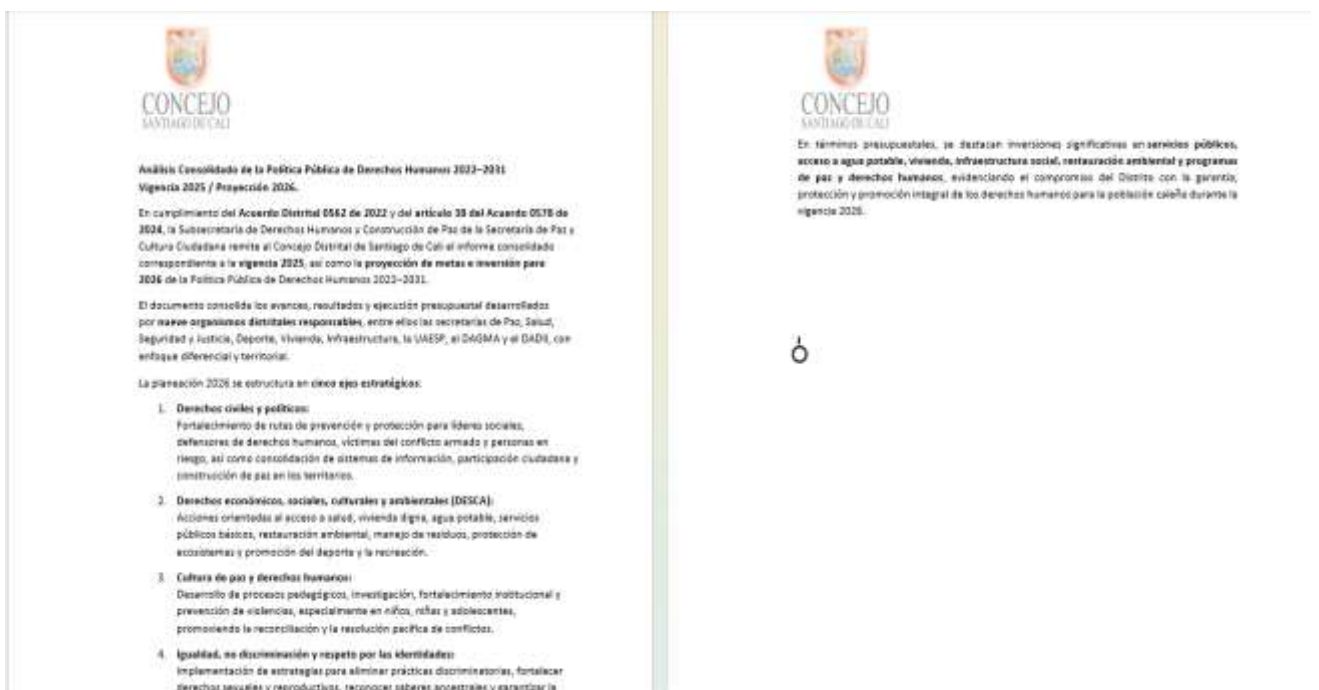 CONCEJO
SANTIAGO DE CALI
Análisis Consolidado de la Política Pública de Derechos Humanos 2022–2031
Vigencia 2025 / Proyección 2026.
En cumplimiento del Acuerdo Distrital 0562 de 2022 y del artículo 38 del Acuerdo 0578 de
2024, la Subsecretaría de Derechos Humanos y Construcción de Paz de la Secretaría de Paz y
Cultura Ciudadana remite al Concejo Distrital de Santiago de Cali el informe consolidado
correspondiente a la vigencia 2025, así como la proyección de metas e inversión para
2026 de la Política Pública de Derechos Humanos 2022–2031.
El documento consolida los avances, resultados y ejecución presupuestal desarrollados
por nueve organismos distritales responsables, entre ellos las secretarías de Paz, Salud,
Seguridad y Justicia, Deporte, Vivienda, Infraestructura, la UAESP, el DAGMA y el DADII, con
enfoque diferencial y territorial.
La planeación 2026 se estructura en cinco ejes estratégicos:
1. Derechos civiles y políticos:
Fortalecimiento de rutas de prevención y protección para líderes sociales,
defensores de derechos humanos, víctimas del conflicto armado y personas en
riesgo, así como consolidación de sistemas de información, participación ciudadana y
construcción de paz en los territorios.
2. Derechos económicos, sociales, culturales y ambientales (DESCA):
Acciones orientadas al acceso a salud, vivienda digna, agua potable, servicios
públicos básicos, restauración ambiental, manejo de residuos, protección de
ecosistemas y promoción del deporte y la recreación.
3. Cultura de paz y derechos humanos:
Desarrollo de procesos pedagógicos, investigación, fortalecimiento institucional y
prevención de violencias, especialmente en niños, niñas y adolescentes,
promoviendo la reconciliación y la resolución pacífica de conflictos.
4. Igualdad, no discriminación y respeto por las identidades:
Implementación de estrategias para eliminar prácticas discriminatorias, fortalecer
derechos sexuales y reproductivos, reconocer saberes ancestrales y garantizar la
CONCEJO
SANTIAGO DE CALI
En términos presupuestales, se destacan inversiones significativas en servicios públicos,
acceso a agua potable, vivienda, infraestructura social, restauración ambiental y programas
de paz y derechos humanos, evidenciando el compromiso del Distrito con la garantía,
protección y promoción integral de los derechos humanos para la población caleña durante la
vigencia 2026.